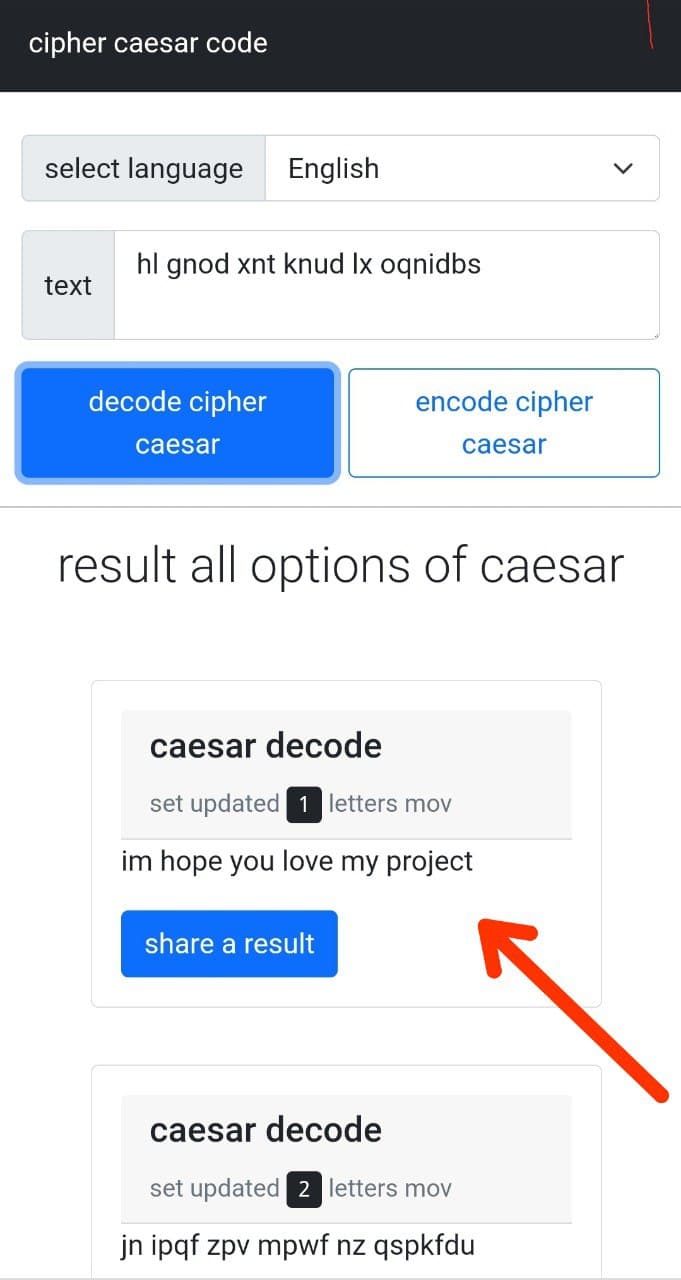 cipher caesar code
select language English
text hl gnod xnt knud lx oqnidbs
decode cipher
caesar
encode cipher
caesar
result all options of caesar
caesar decode
set updated 1 letters mov
im hope you love my project
share a result
caesar decode
set updated 2 letters mov
jn ipqf zpv mpwf nz qspkfdu